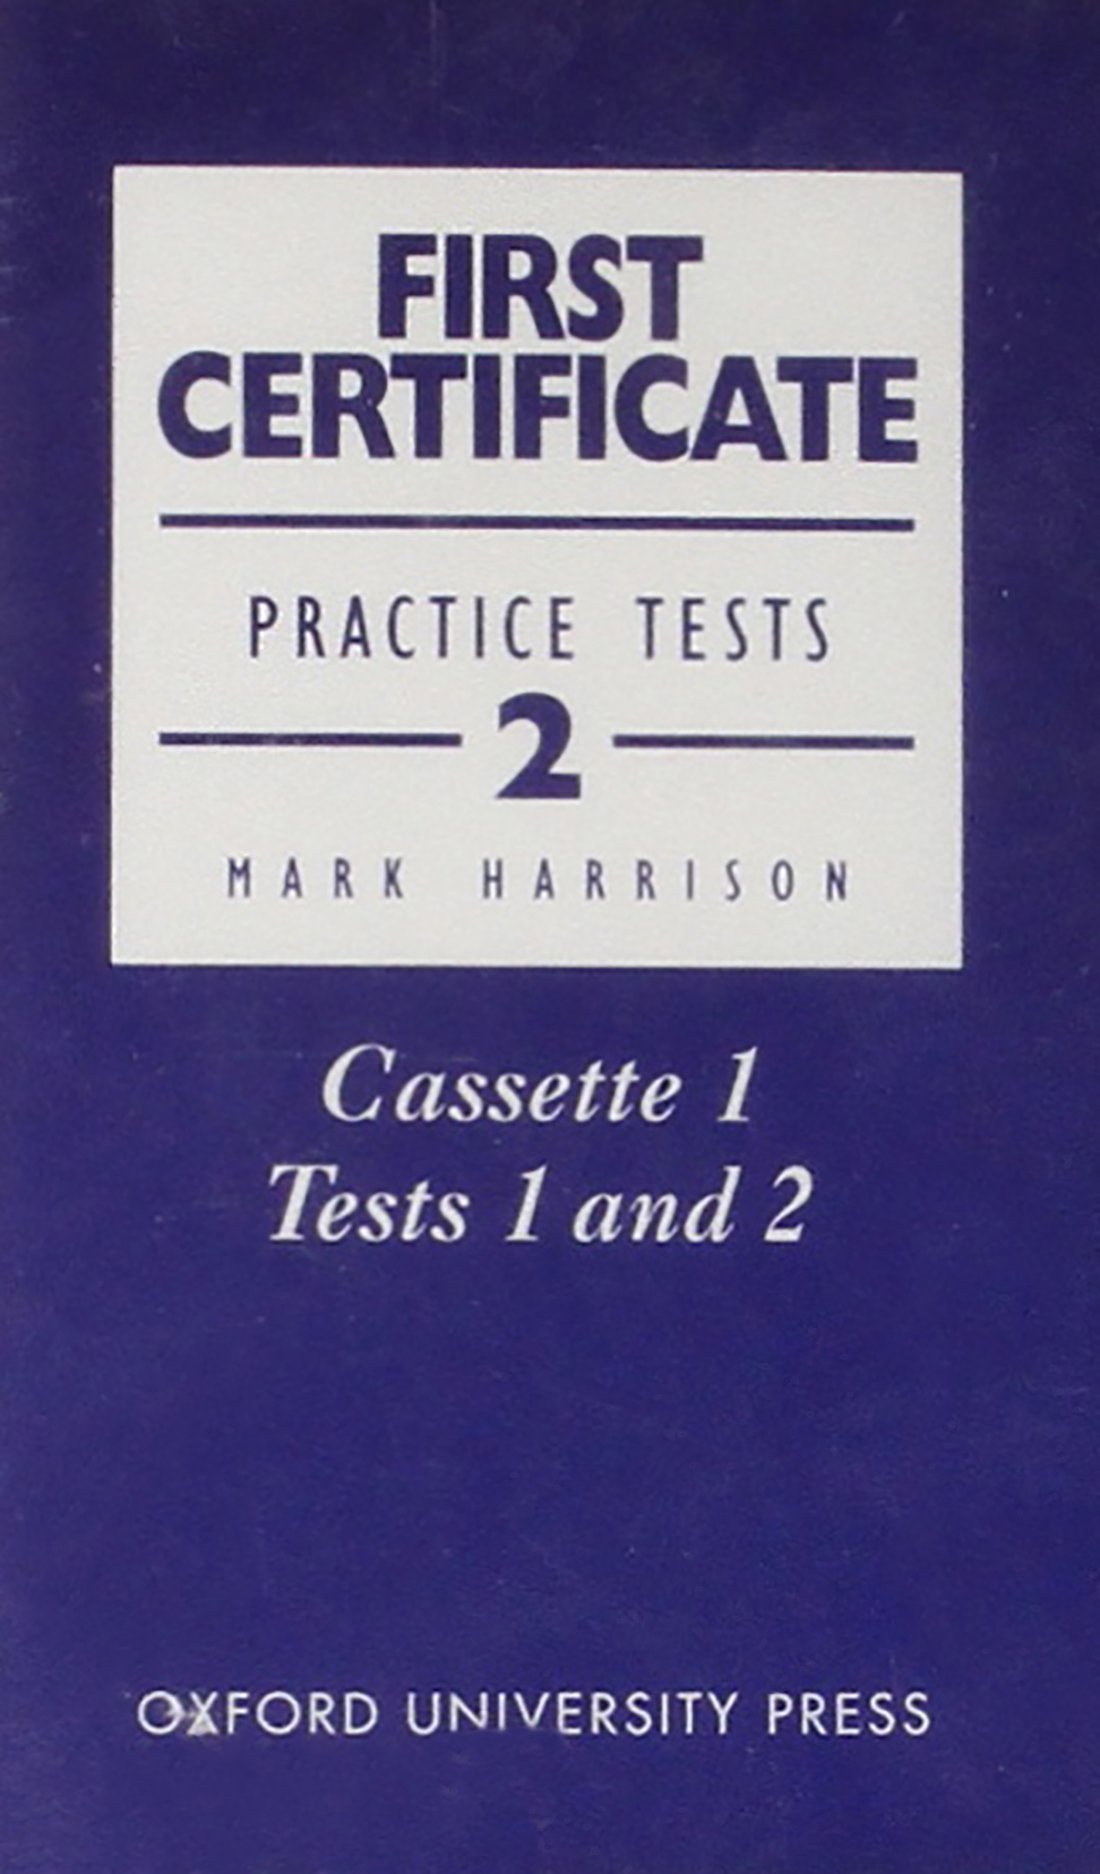 FIRST
CERTIFICATE
PRACTICE TESTS
2
MARK HARRISON
Cassette 1
Tests 1 and 2
OXFORD UNIVERSITY PRESS